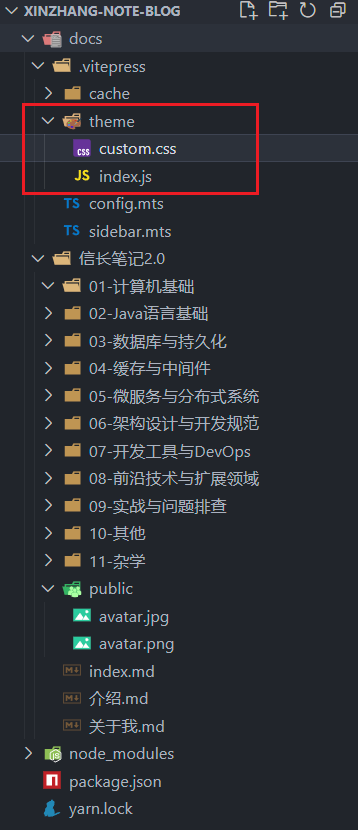 XINZHANG-NOTE-BLOG
docs
.vitepress
cache
theme
CSS custom.css
JS index.js
TS config.mts
TS sidebar.mts
信长笔记2.0
01-计算机基础
02-Java语言基础
03-数据库与持久化
04-缓存与中间件
05-微服务与分布式系统
06-架构设计与开发规范
07-开发工具与DevOps
08-前沿技术与扩展领域
09-实战与问题排查
10-其他
11-杂学
public
avatar.jpg
avatar.png
index.md
介绍.md
关于我.md
node_modules
package.json
yarn.lock